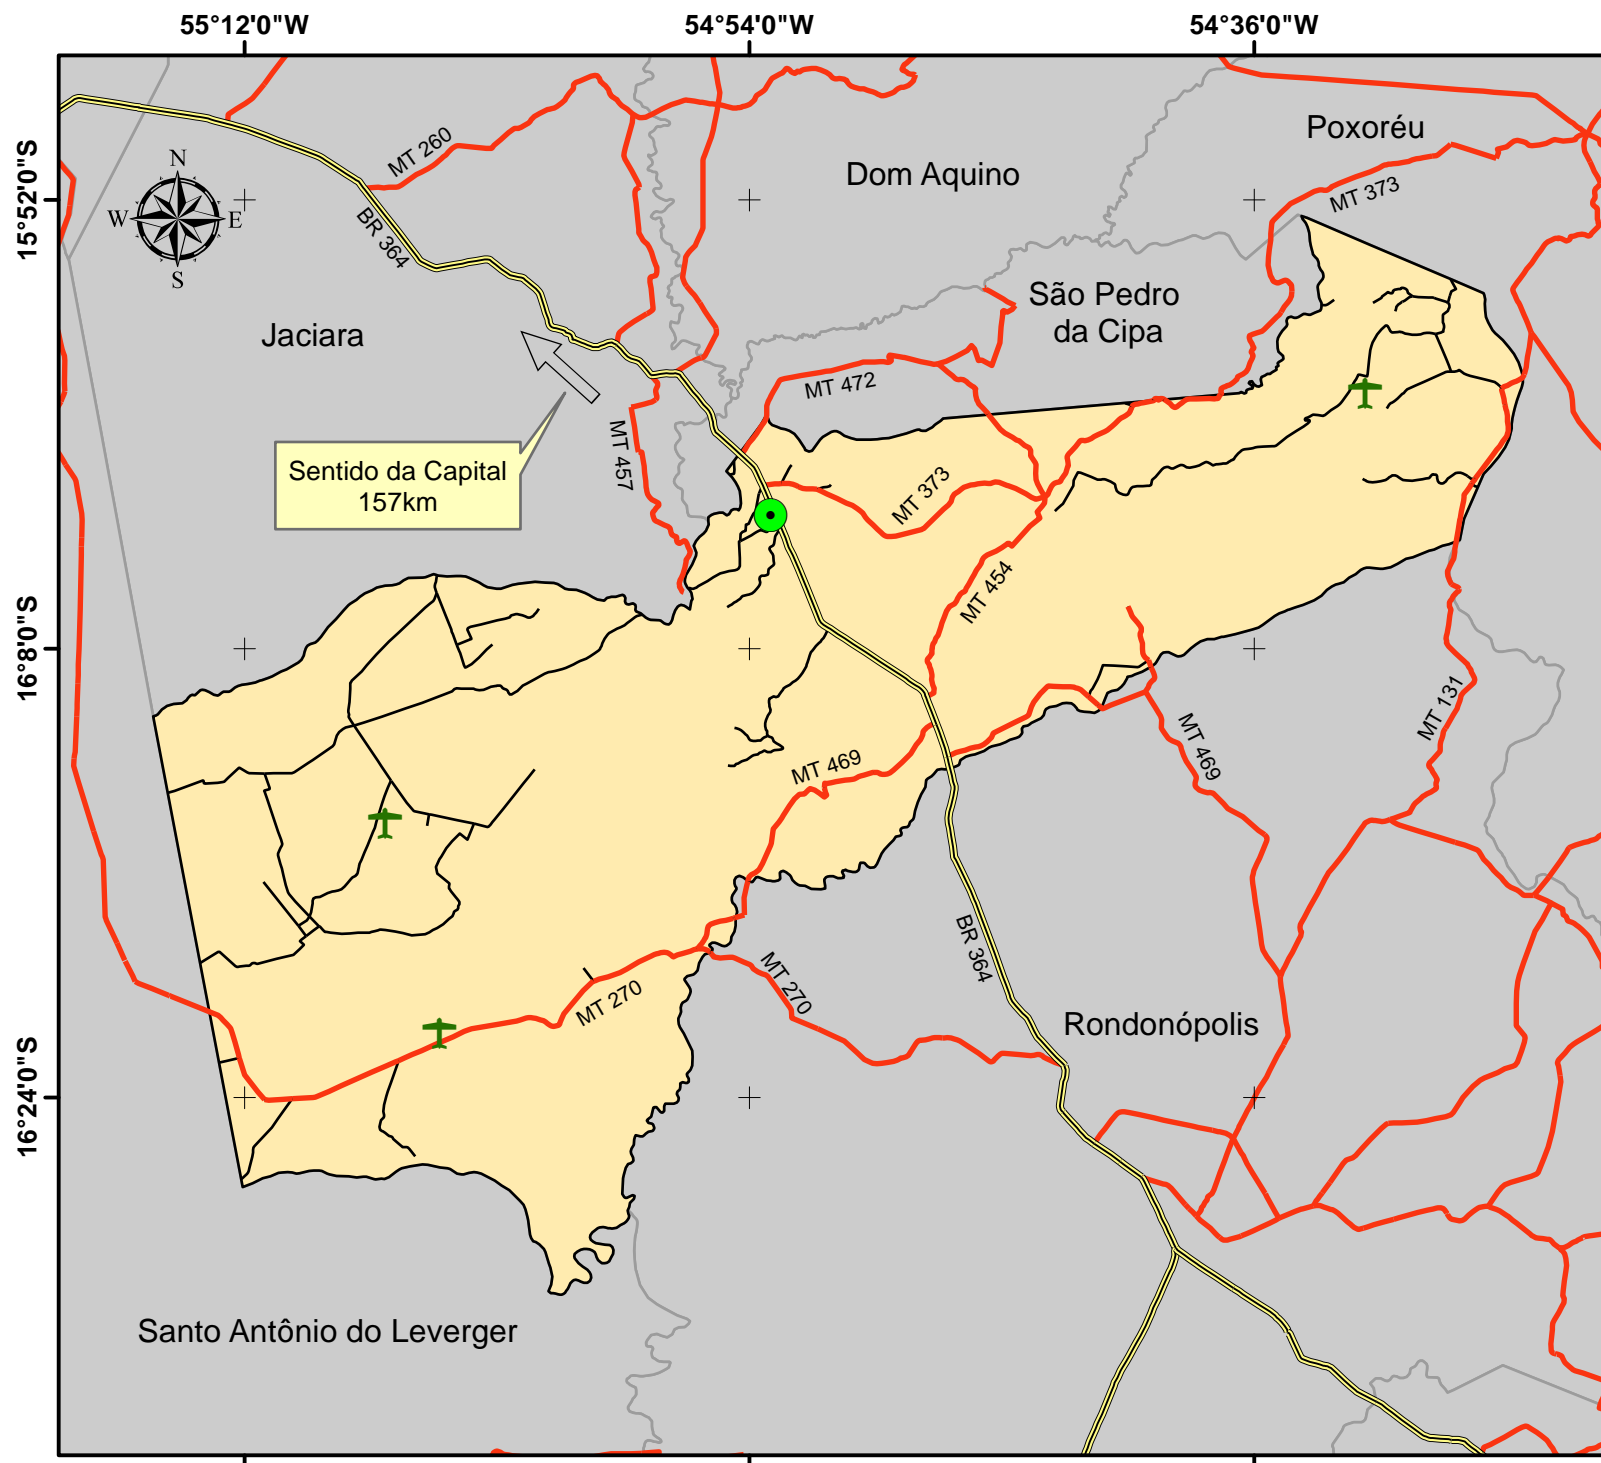 55°12'0"W
54°54'0"W
54°36'0"W
15°52'0"S
16°8'0"S
16°24'0"S
N
W
E
S
MT 260
BR 364
Dom Aquino
Poxoréu
MT 373
Jaciara
São Pedro
da Cipa
MT 472
MT 457
Sentido da Capital
157km
MT 373
MT 454
MT 469
MT 469
MT 131
BR 364
MT 270
MT 270
Rondonópolis
Santo Antônio do Leverger